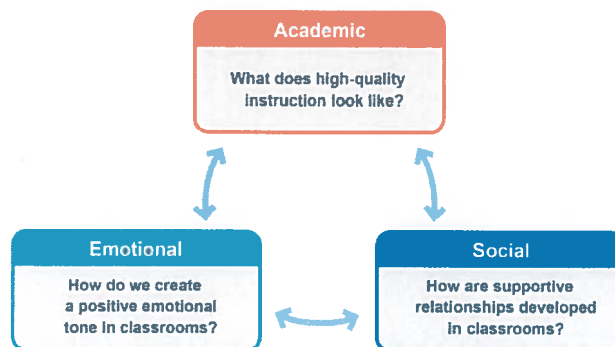 Academic
What does high-quality
instruction look like?
Emotional
How do we create
a positive emotional
tone in classrooms?
Social
How are supportive
relationships developed
in classrooms?